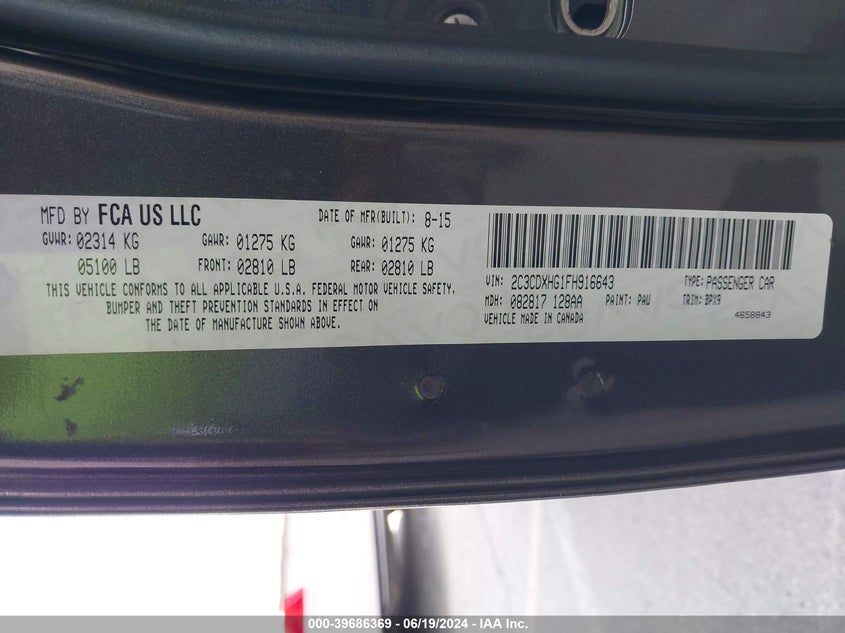 MFD BY FCA US LLC DATE OF MFR(BUILT): 8-15
GVWR: 02314 KG GAWR: 01275 KG GAWR: 01275 KG
05100 LB FRONT: 02810 LB REAR: 02810 LB
THIS VEHICLE CONFORMS TO ALL APPLICABLE U.S.A. FEDERAL MOTOR VEHICLE SAFETY,
BUMPER AND THEFT PREVENTION STANDARDS IN EFFECT ON
THE DATE OF MANUFACTURE SHOWN ABOVE.
VIN: 2C3CDXHG1FH916643 TYPE: PASSENGER CAR
MDH: 082817 128AA PAINT: PAU TRIM: BPX9
VEHICLE MADE IN CANADA 4658843
000-39686369 - 06/19/2024 - IAA Inc.